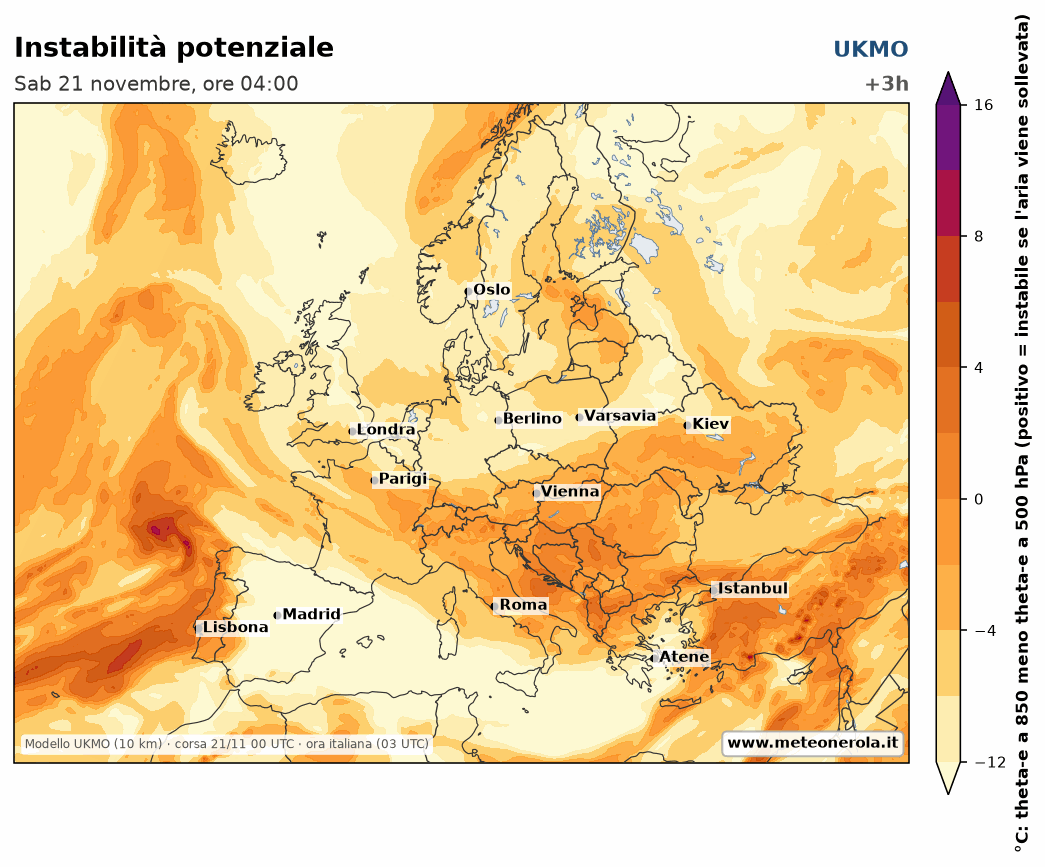 Instabilità potenziale
UKMO
Sab 21 novembre, ore 04:00
+3h
Oslo
Berlino
Varsavia
Kiev
Londra
Parigi
Vienna
Istanbul
Roma
Madrid
Lisbona
Atene
Modello UKMO (10 km) · corsa 21/11 00 UTC · ora italiana (03 UTC)
www.meteonerola.it
16
8
4
0
−4
−12
°C: theta-e a 850 meno theta-e a 500 hPa (positivo = instabile se l'aria viene sollevata)